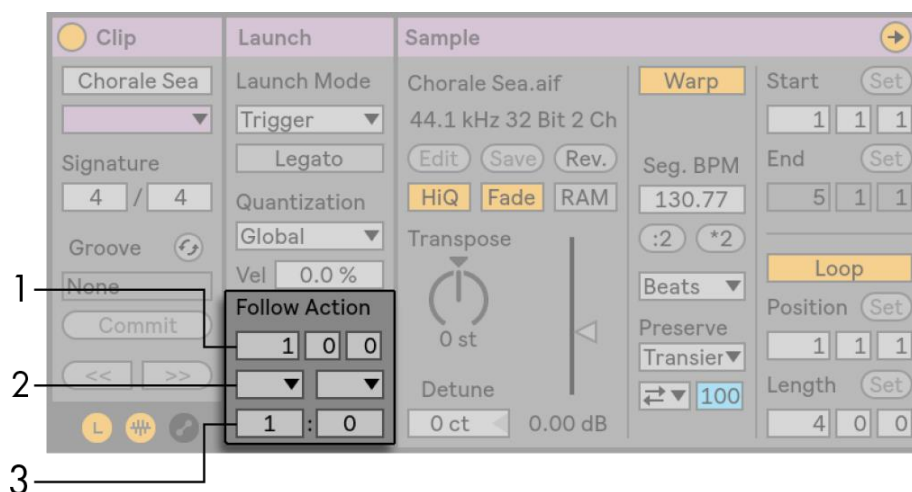 Clip
Chorale Sea
Signature
4 / 4
Groove
None
Commit
<< >>
L
Launch
Launch Mode
Trigger
Legato
Quantization
Global
Vel 0.0 %
Follow Action
1 0 0
1 : 0
1
2
3
Sample
Chorale Sea.aif
44.1 kHz 32 Bit 2 Ch
Edit Save Rev.
HiQ Fade RAM
Transpose
0 st
Detune
0 ct 0.00 dB
Warp
Seg. BPM
130.77
:2 *2
Beats
Preserve
Transier
100
Start Set
1 1 1
End Set
5 1 1
Loop
Position Set
1 1 1
Length Set
4 0 0